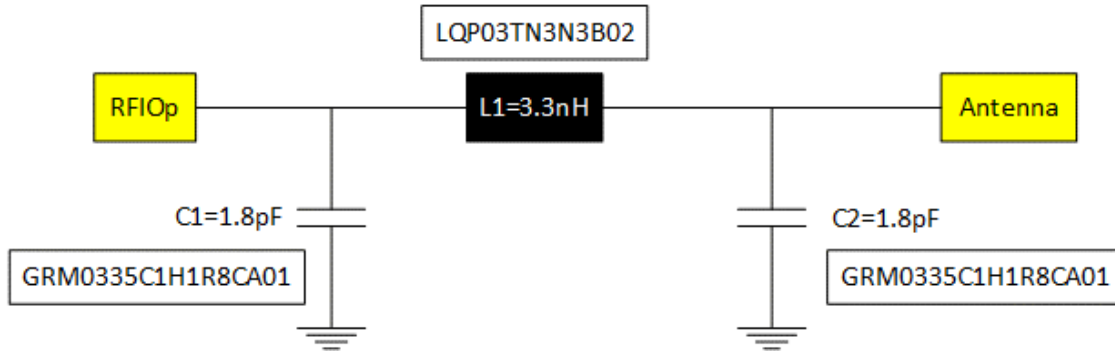 LQP03TN3N3B02
RFIOp
L1=3.3nH
Antenna
C1=1.8pF
C2=1.8pF
GRM0335C1H1R8CA01
GRM0335C1H1R8CA01